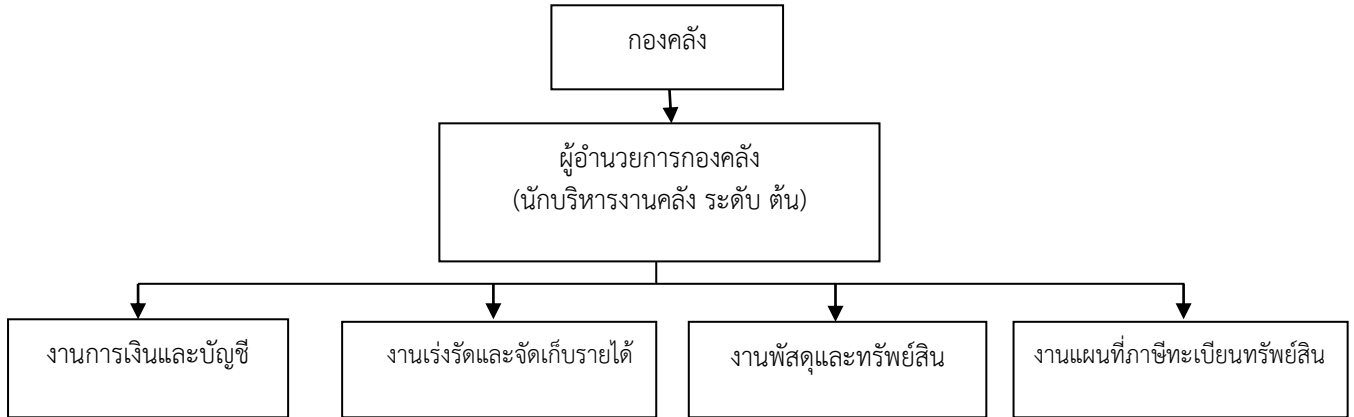 กองคลัง
ผู้อำนวยการกองคลัง
(นักบริหารงานคลัง ระดับ ต้น)
งานการเงินและบัญชี
งานเร่งรัดและจัดเก็บรายได้
งานพัสดุและทรัพย์สิน
งานแผนที่ภาษีทะเบียนทรัพย์สิน